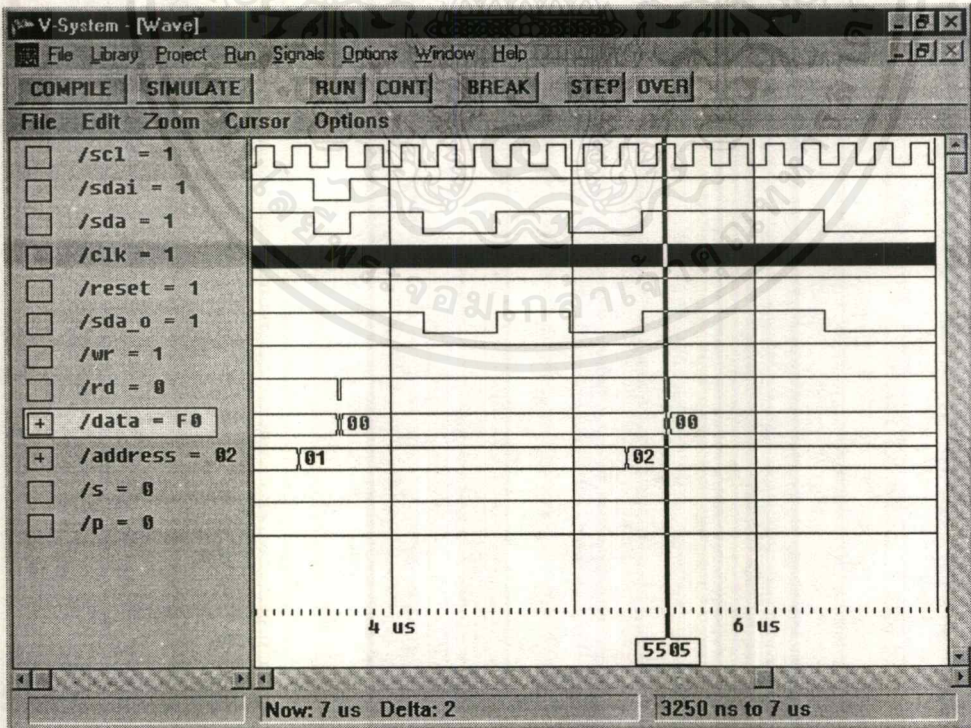 V-System - [Wave]
File Library Project Run Signals Options Window Help
COMPILE SIMULATE RUN CONT BREAK STEP OVER
File Edit Zoom Cursor Options
/scl = 1
/sdai = 1
/sda = 1
/clk = 1
/reset = 1
/sda_o = 1
/wr = 1
/rd = 0
/data = F0 00 00
/address = 02 01 02
/s = 0
/p = 0
4 us 6 us
5505
Now: 7 us Delta: 2 3250 ns to 7 us